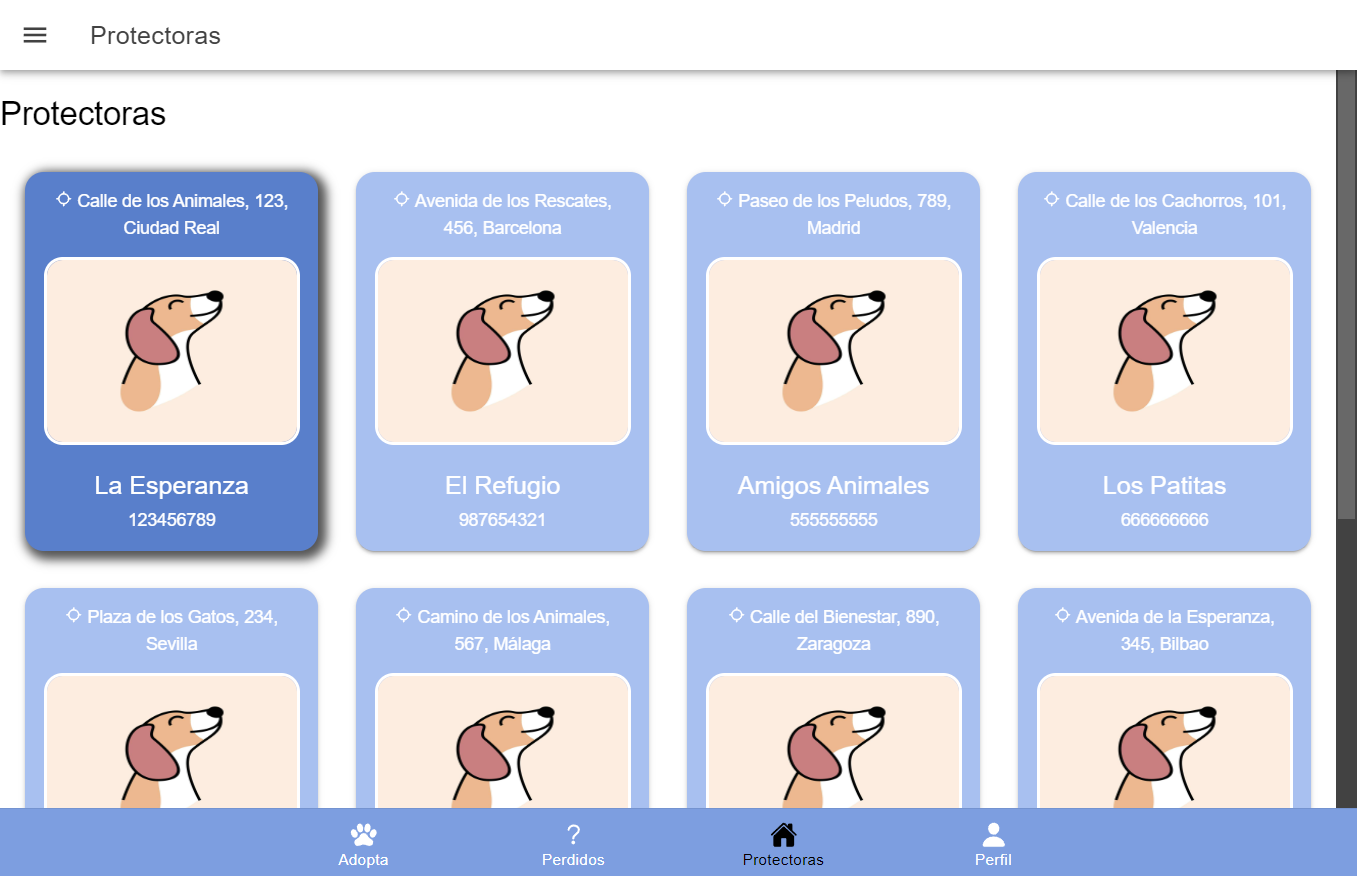 Protectoras
Protectoras
Calle de los Animales, 123,
Ciudad Real
La Esperanza
123456789
Avenida de los Rescates,
456, Barcelona
El Refugio
987654321
Paseo de los Peludos, 789,
Madrid
Amigos Animales
555555555
Calle de los Cachorros, 101,
Valencia
Los Patitas
666666666
Plaza de los Gatos, 234,
Sevilla
Camino de los Animales,
567, Málaga
Calle del Bienestar, 890,
Zaragoza
Avenida de la Esperanza,
345, Bilbao
Adopta
Perdidos
Protectoras
Perfil